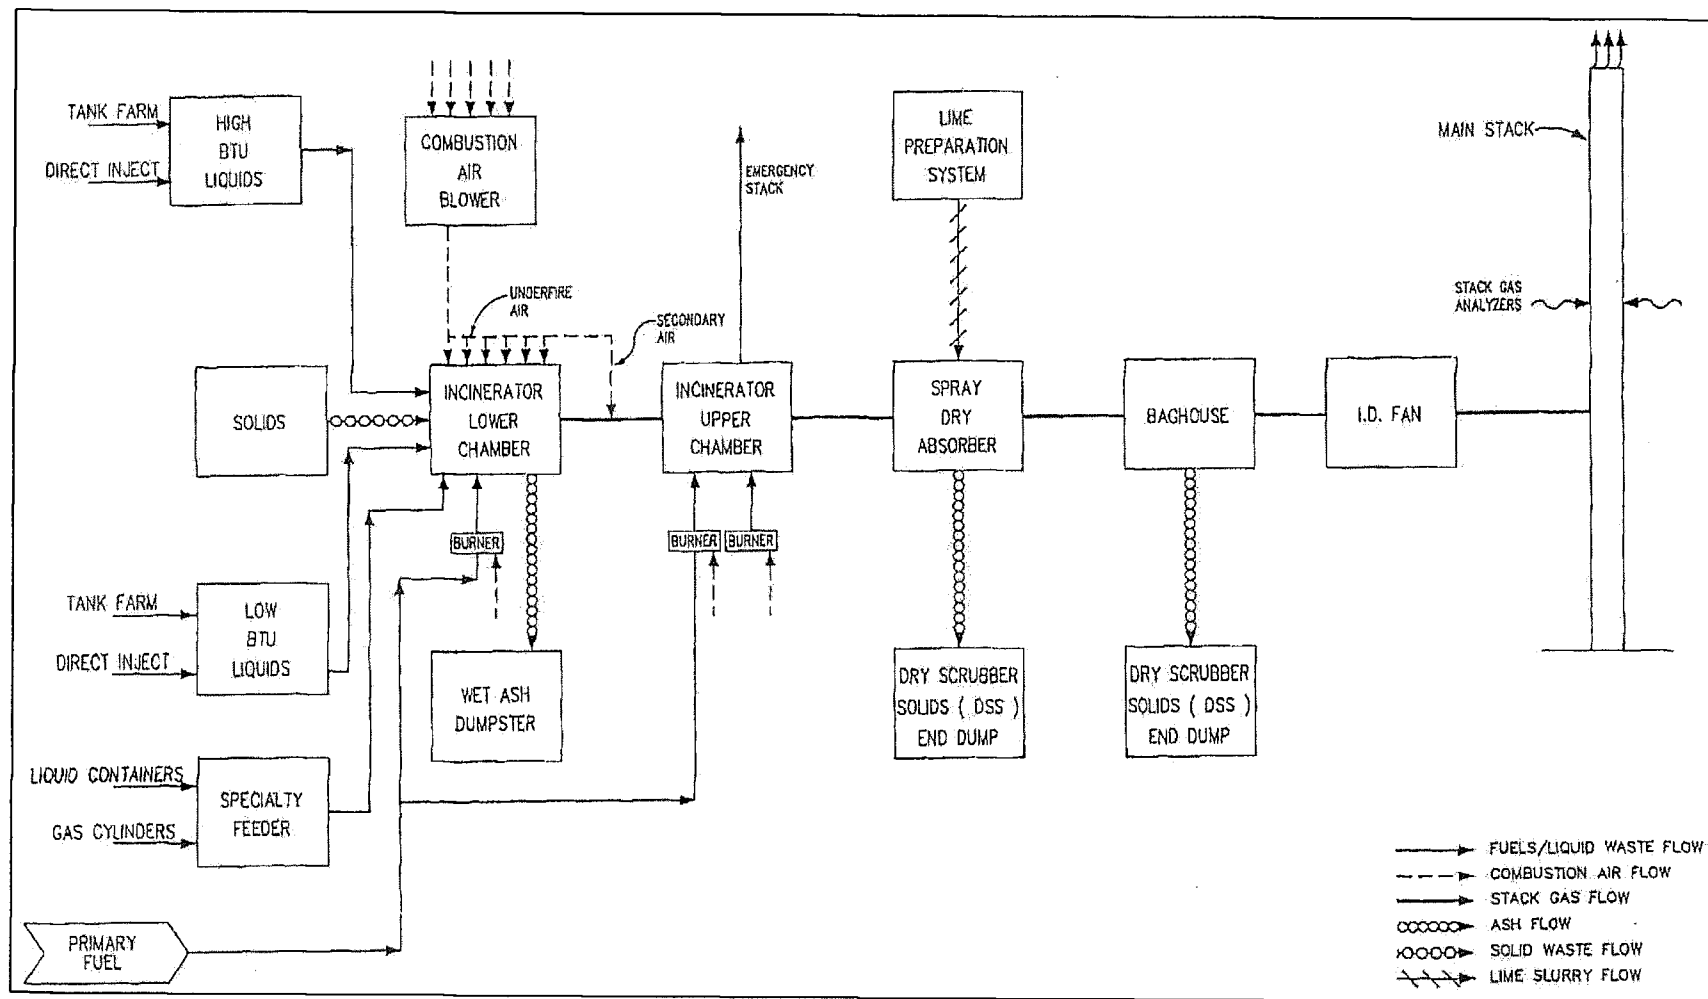 TANK FARM
DIRECT INJECT
HIGH
BTU
LIQUIDS
COMBUSTION
AIR
BLOWER
EMERGENCY
STACK
LIME
PREPARATION
SYSTEM
MAIN STACK
UNDERFIRE
AIR
SECONDARY
AIR
STACK GAS
ANALYZERS
SOLIDS
INCINERATOR
LOWER
CHAMBER
INCINERATOR
UPPER
CHAMBER
SPRAY
DRY
ABSORBER
BAGHOUSE
I.D. FAN
BURNER
BURNER
BURNER
TANK FARM
DIRECT INJECT
LOW
BTU
LIQUIDS
WET ASH
DUMPSTER
DRY SCRUBBER
SOLIDS ( DSS )
END DUMP
DRY SCRUBBER
SOLIDS ( DSS )
END DUMP
LIQUID CONTAINERS
GAS CYLINDERS
SPECIALTY
FEEDER
PRIMARY
FUEL
FUELS/LIQUID WASTE FLOW
COMBUSTION AIR FLOW
STACK GAS FLOW
ASH FLOW
SOLID WASTE FLOW
LIME SLURRY FLOW